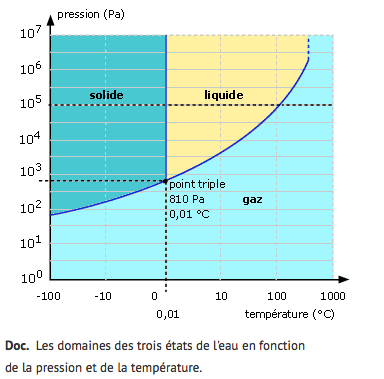 pression (Pa)
10⁷
10⁶
10⁵
10⁴
10³
10²
10¹
10⁰
solide
liquide
point triple
810 Pa
0,01 °C
gaz
-100 -10 0 10 100 1000
0,01
température (°C)
Doc. Les domaines des trois états de l'eau en fonction
de la pression et de la température.